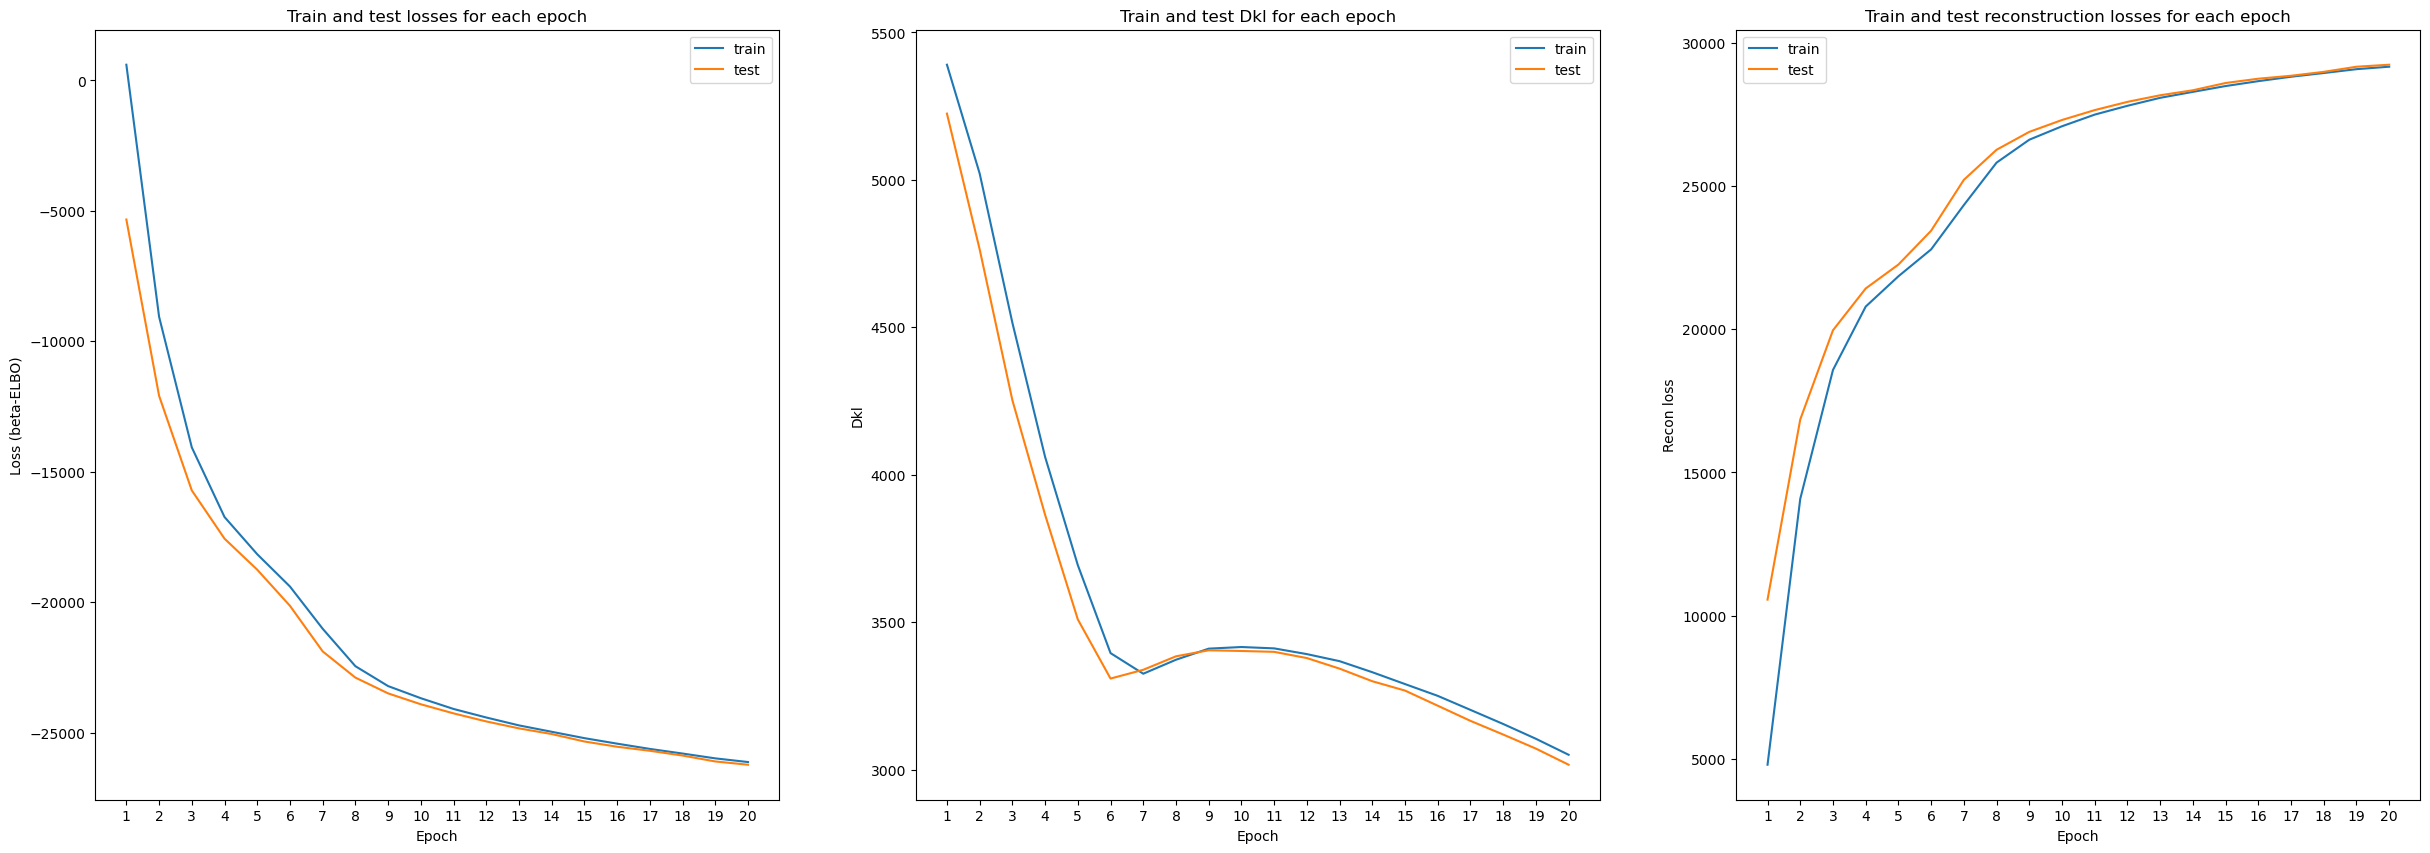 Train and test losses for each epoch
train
test
0
−5000
−10000
−15000
−20000
−25000
Loss (beta-ELBO)
1 2 3 4 5 6 7 8 9 10 11 12 13 14 15 16 17 18 19 20
Epoch
Train and test Dkl for each epoch
train
test
5500
5000
4500
4000
3500
3000
Dkl
1 2 3 4 5 6 7 8 9 10 11 12 13 14 15 16 17 18 19 20
Epoch
Train and test reconstruction losses for each epoch
train
test
30000
25000
20000
15000
10000
5000
Recon loss
1 2 3 4 5 6 7 8 9 10 11 12 13 14 15 16 17 18 19 20
Epoch